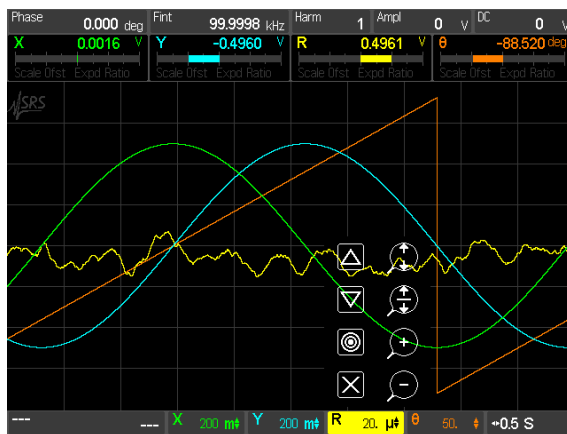 Phase 0.000 deg Fint 99.9998 kHz Harm 1 Ampl 0 V DC 0 V
X 0.0016 V Y -0.4960 V R 0.4961 V θ -88.520 deg
Scale Ofst Expd Ratio Scale Ofst Expd Ratio Scale Ofst Expd Ratio Scale Ofst Expd Ratio
SRS
--- --- X 200 m Y 200 m R 20. μ θ 50. 0.5 S